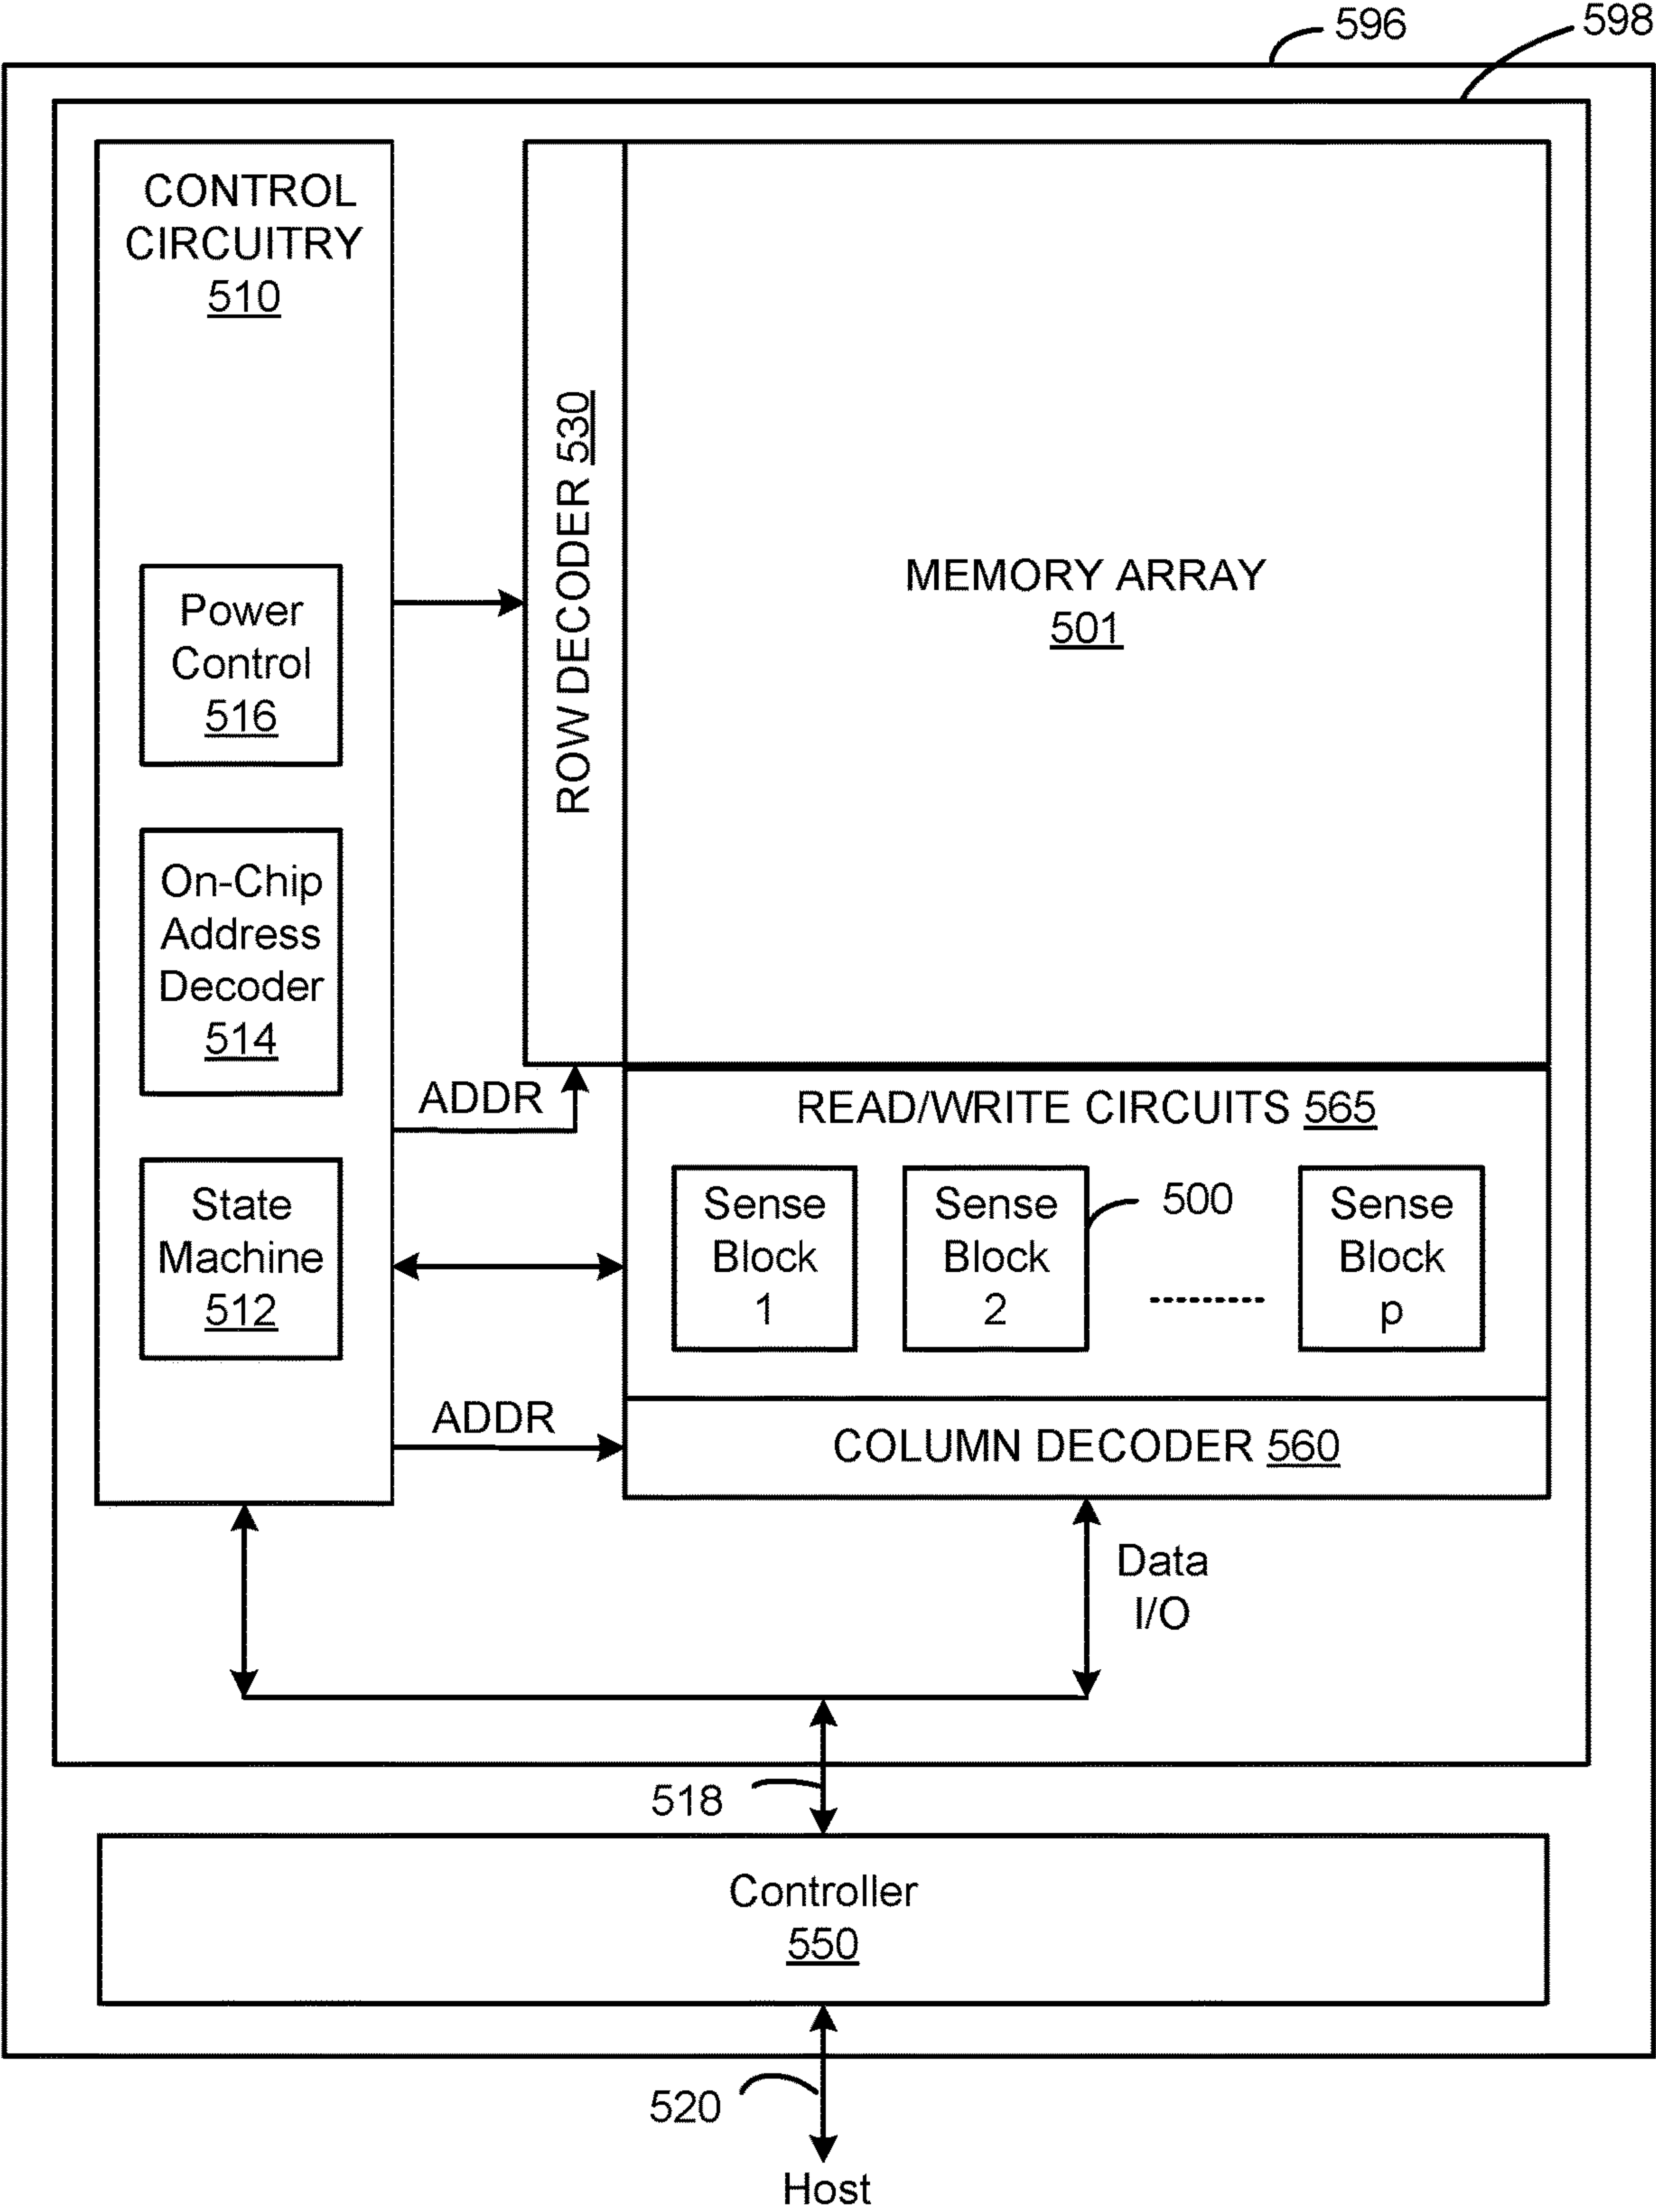 596
598
CONTROL
CIRCUITRY
510
Power
Control
516
On-Chip
Address
Decoder
514
State
Machine
512
ROW DECODER 530
MEMORY ARRAY
501
ADDR
READ/WRITE CIRCUITS 565
Sense
Block
1
Sense
Block
2
500
Sense
Block
p
ADDR
COLUMN DECODER 560
Data
I/O
518
Controller
550
520
Host